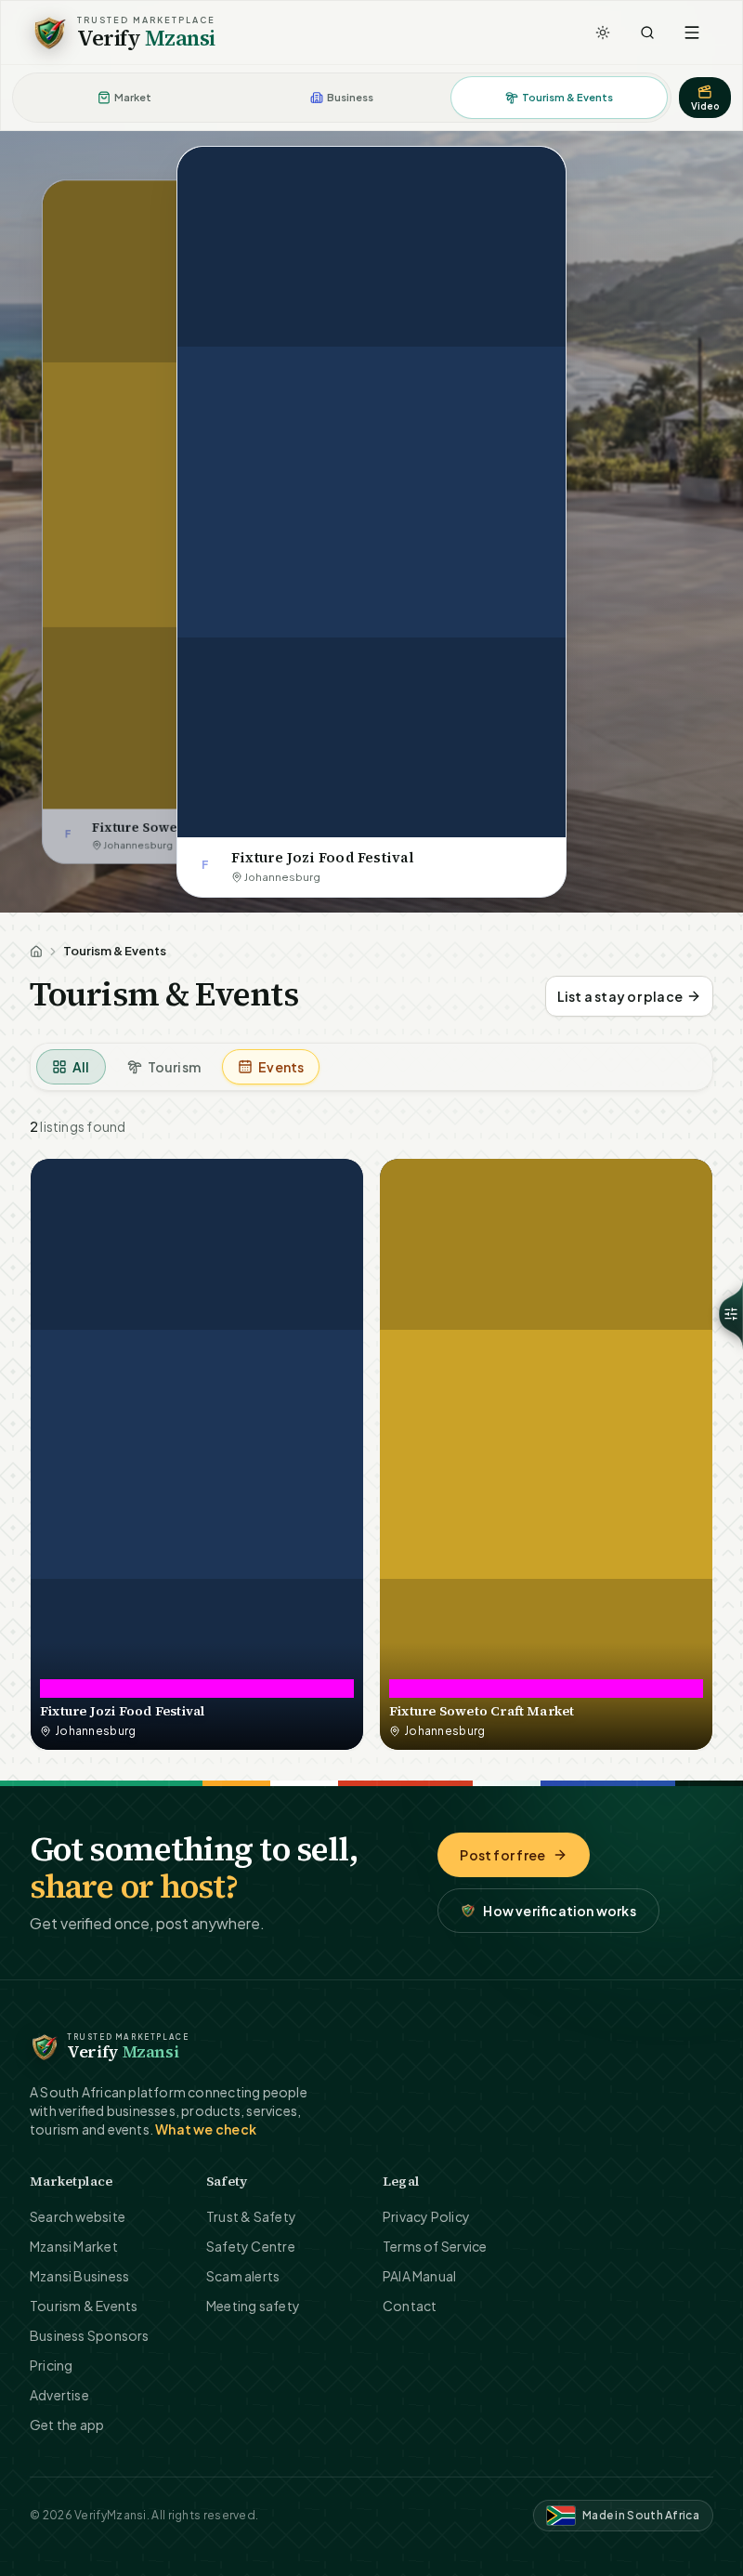 TRUSTED MARKETPLACE
Verify Mzansi
Market
Business
Tourism & Events
Video
F
Fixture Sowe
Johannesburg
F
Fixture Jozi Food Festival
Johannesburg
Tourism & Events
Tourism & Events
List a stay or place
All
Tourism
Events
2 listings found
Fixture Jozi Food Festival
Johannesburg
Fixture Soweto Craft Market
Johannesburg
Got something to sell,
share or host?
Get verified once, post anywhere.
Post for free
How verification works
TRUSTED MARKETPLACE
Verify Mzansi
A South African platform connecting people
with verified businesses, products, services,
tourism and events. What we check
Marketplace
Search website
Mzansi Market
Mzansi Business
Tourism & Events
Business Sponsors
Pricing
Advertise
Get the app
Safety
Trust & Safety
Safety Centre
Scam alerts
Meeting safety
Legal
Privacy Policy
Terms of Service
PAIA Manual
Contact
© 2026 VerifyMzansi. All rights reserved.
Made in South Africa